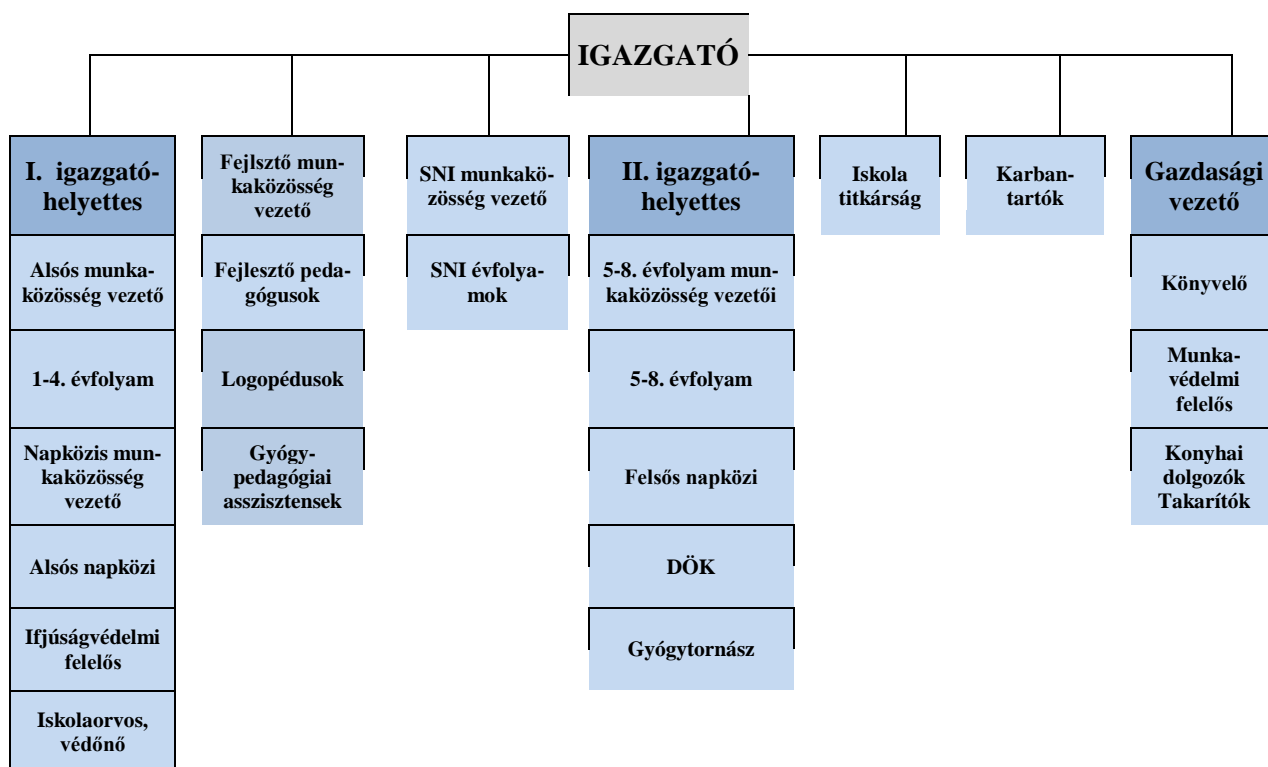 IGAZGATÓ
I. igazgató-
helyettes
Alsós munka-
közösség vezető
1-4. évfolyam
Napközis mun-
kaközösség
vezető
Alsós napközi
Ifjúságvédelmi
felelős
Iskolaorvos,
védőnő
Fejlsztő mun-
kaközösség
vezető
Fejlesztő peda-
gógusok
Logopédusok
Gyógy-
pedagógiai
asszisztensek
SNI munkakö-
zösség vezető
SNI évfolya-
mok
II. igazgató-
helyettes
5-8. évfolyam mun-
kaközösség vezetői
5-8. évfolyam
Felsős napközi
DÖK
Gyógytornász
Iskola
titkárság
Karban-
tartók
Gazdasági
vezető
Könyvelő
Munka-
védelmi
felelős
Konyhai
dolgozók
Takarítók